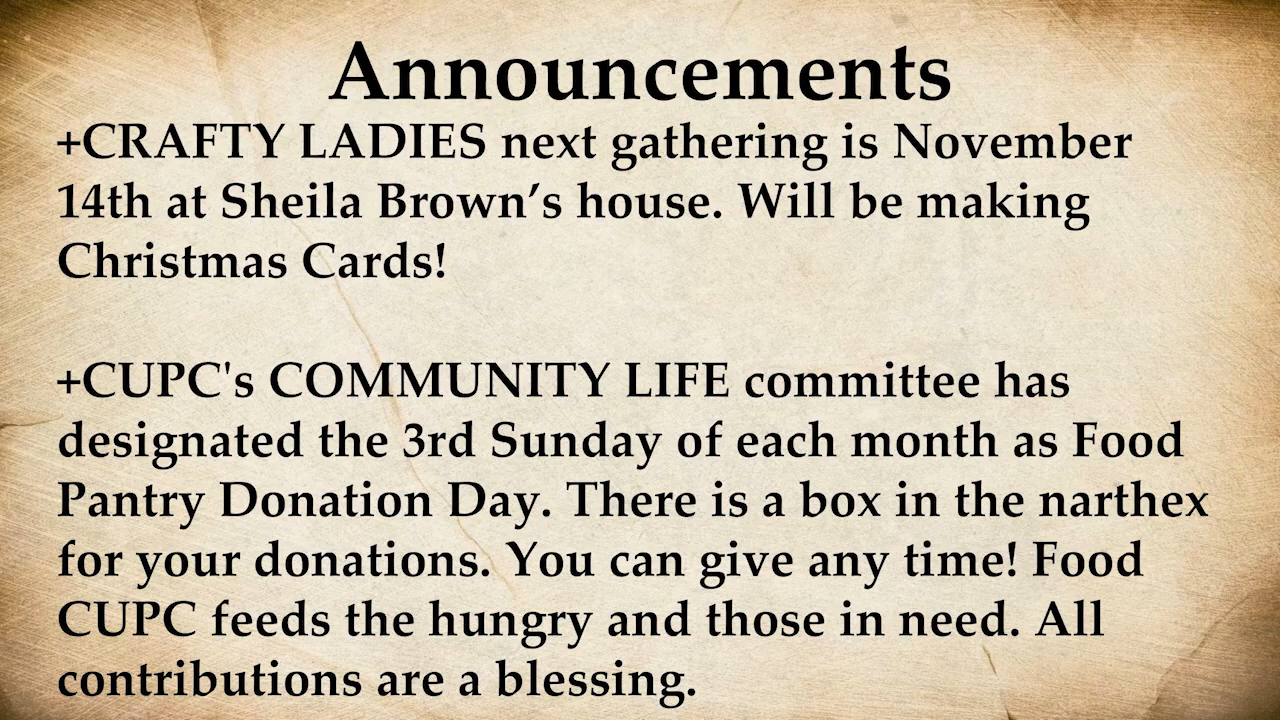 Announcements
+CRAFTY LADIES next gathering is November
14th at Sheila Brown’s house. Will be making
Christmas Cards!
+CUPC's COMMUNITY LIFE committee has
designated the 3rd Sunday of each month as Food
Pantry Donation Day. There is a box in the narthex
for your donations. You can give any time! Food
CUPC feeds the hungry and those in need. All
contributions are a blessing.